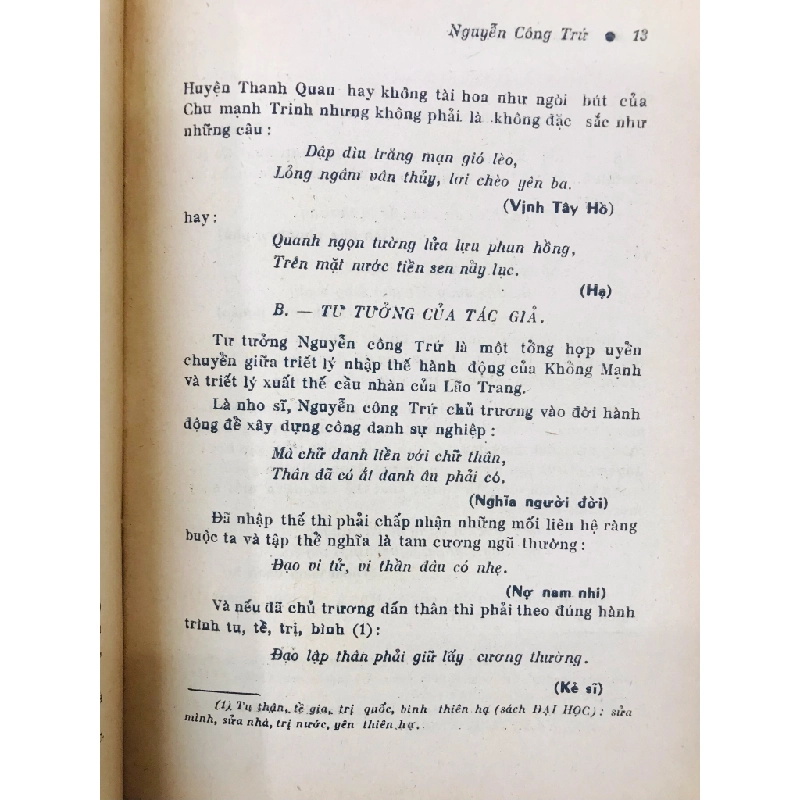 Nguyễn Công Trứ ● 13
Huyện Thanh Quan hay không tài hoa như ngòi bút của
Chu mạnh Trinh nhưng không phải là không đặc sắc như
những câu :
Dập dìu trăng mạn gió lèo,
Lỏng ngâm vân thủy, lơi chèo yên ba.
(Vịnh Tây Hồ)
hay :
Quanh ngọn tường lửa lựu phun hồng,
Trên mặt nước tiền sen nảy lục.
(Hạ)
B. — TƯ TƯỞNG CỦA TÁC GIẢ.
Tư tưởng Nguyễn công Trứ là một tổng hợp uyển
chuyển giữa triết lý nhập thế hành động của Khổng Mạnh
và triết lý xuất thế cầu nhàn của Lão Trang.
Là nho sĩ, Nguyễn công Trứ chủ trương vào đời hành
động để xây dựng công danh sự nghiệp :
Mà chữ danh liền với chữ thân,
Thân đã có ắt danh âu phải có.
(Nghĩa người đời)
Đã nhập thế thì phải chấp nhận những mối liên hệ ràng
buộc ta và tập thể nghĩa là tam cương ngũ thường :
Đạo vi tử, vi thần đâu có nhẹ.
(Nợ nam nhi)
Và nếu đã chủ trương dấn thân thì phải theo đúng hành
trình tu, tề, trị, bình (1) :
Đạo lập thân phải giữ lấy cương thường.
(Kẻ sĩ)
(1) Tu thân, tề gia, trị quốc, bình thiên hạ (sách ĐẠI HỌC) : sửa
mình, sửa nhà, trị nước, yên thiên hạ.